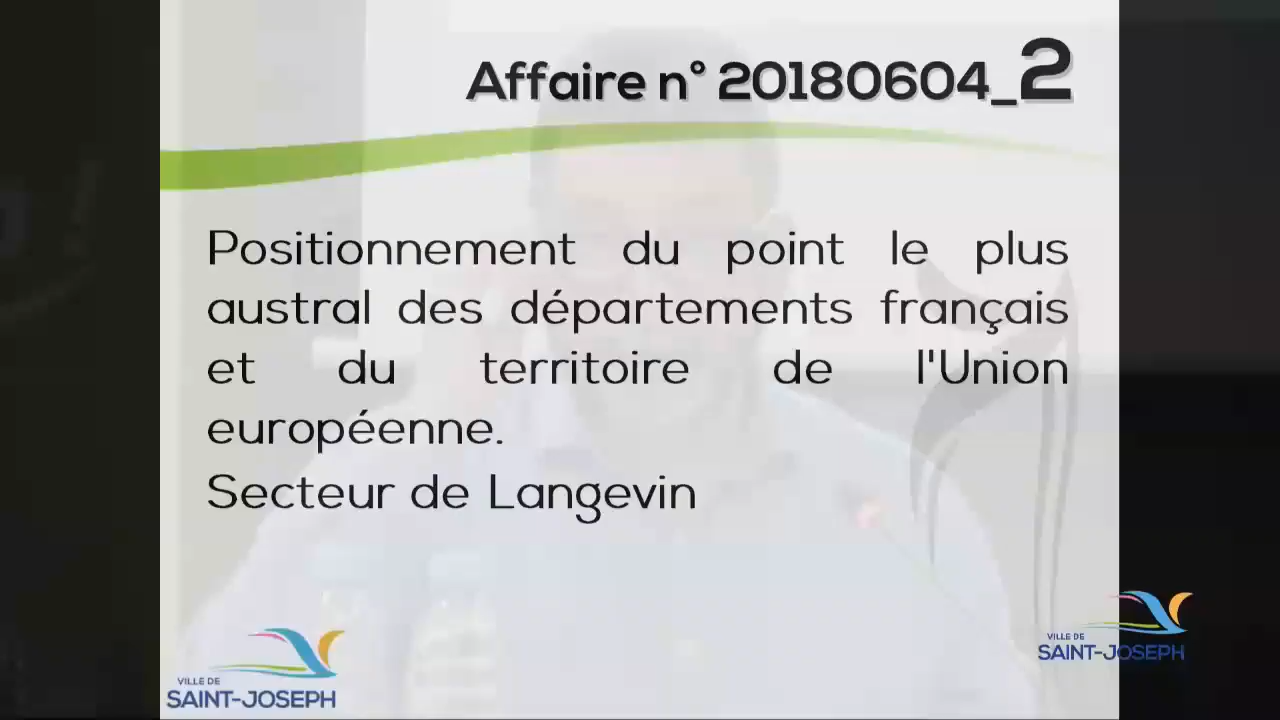 Affaire n° 20180604_2
Positionnement du point le plus
austral des départements français
et du territoire de l'Union
européenne.
Secteur de Langevin
VILLE DE
SAINT-JOSEPH
VILLE DE
SAINT-JOSEPH